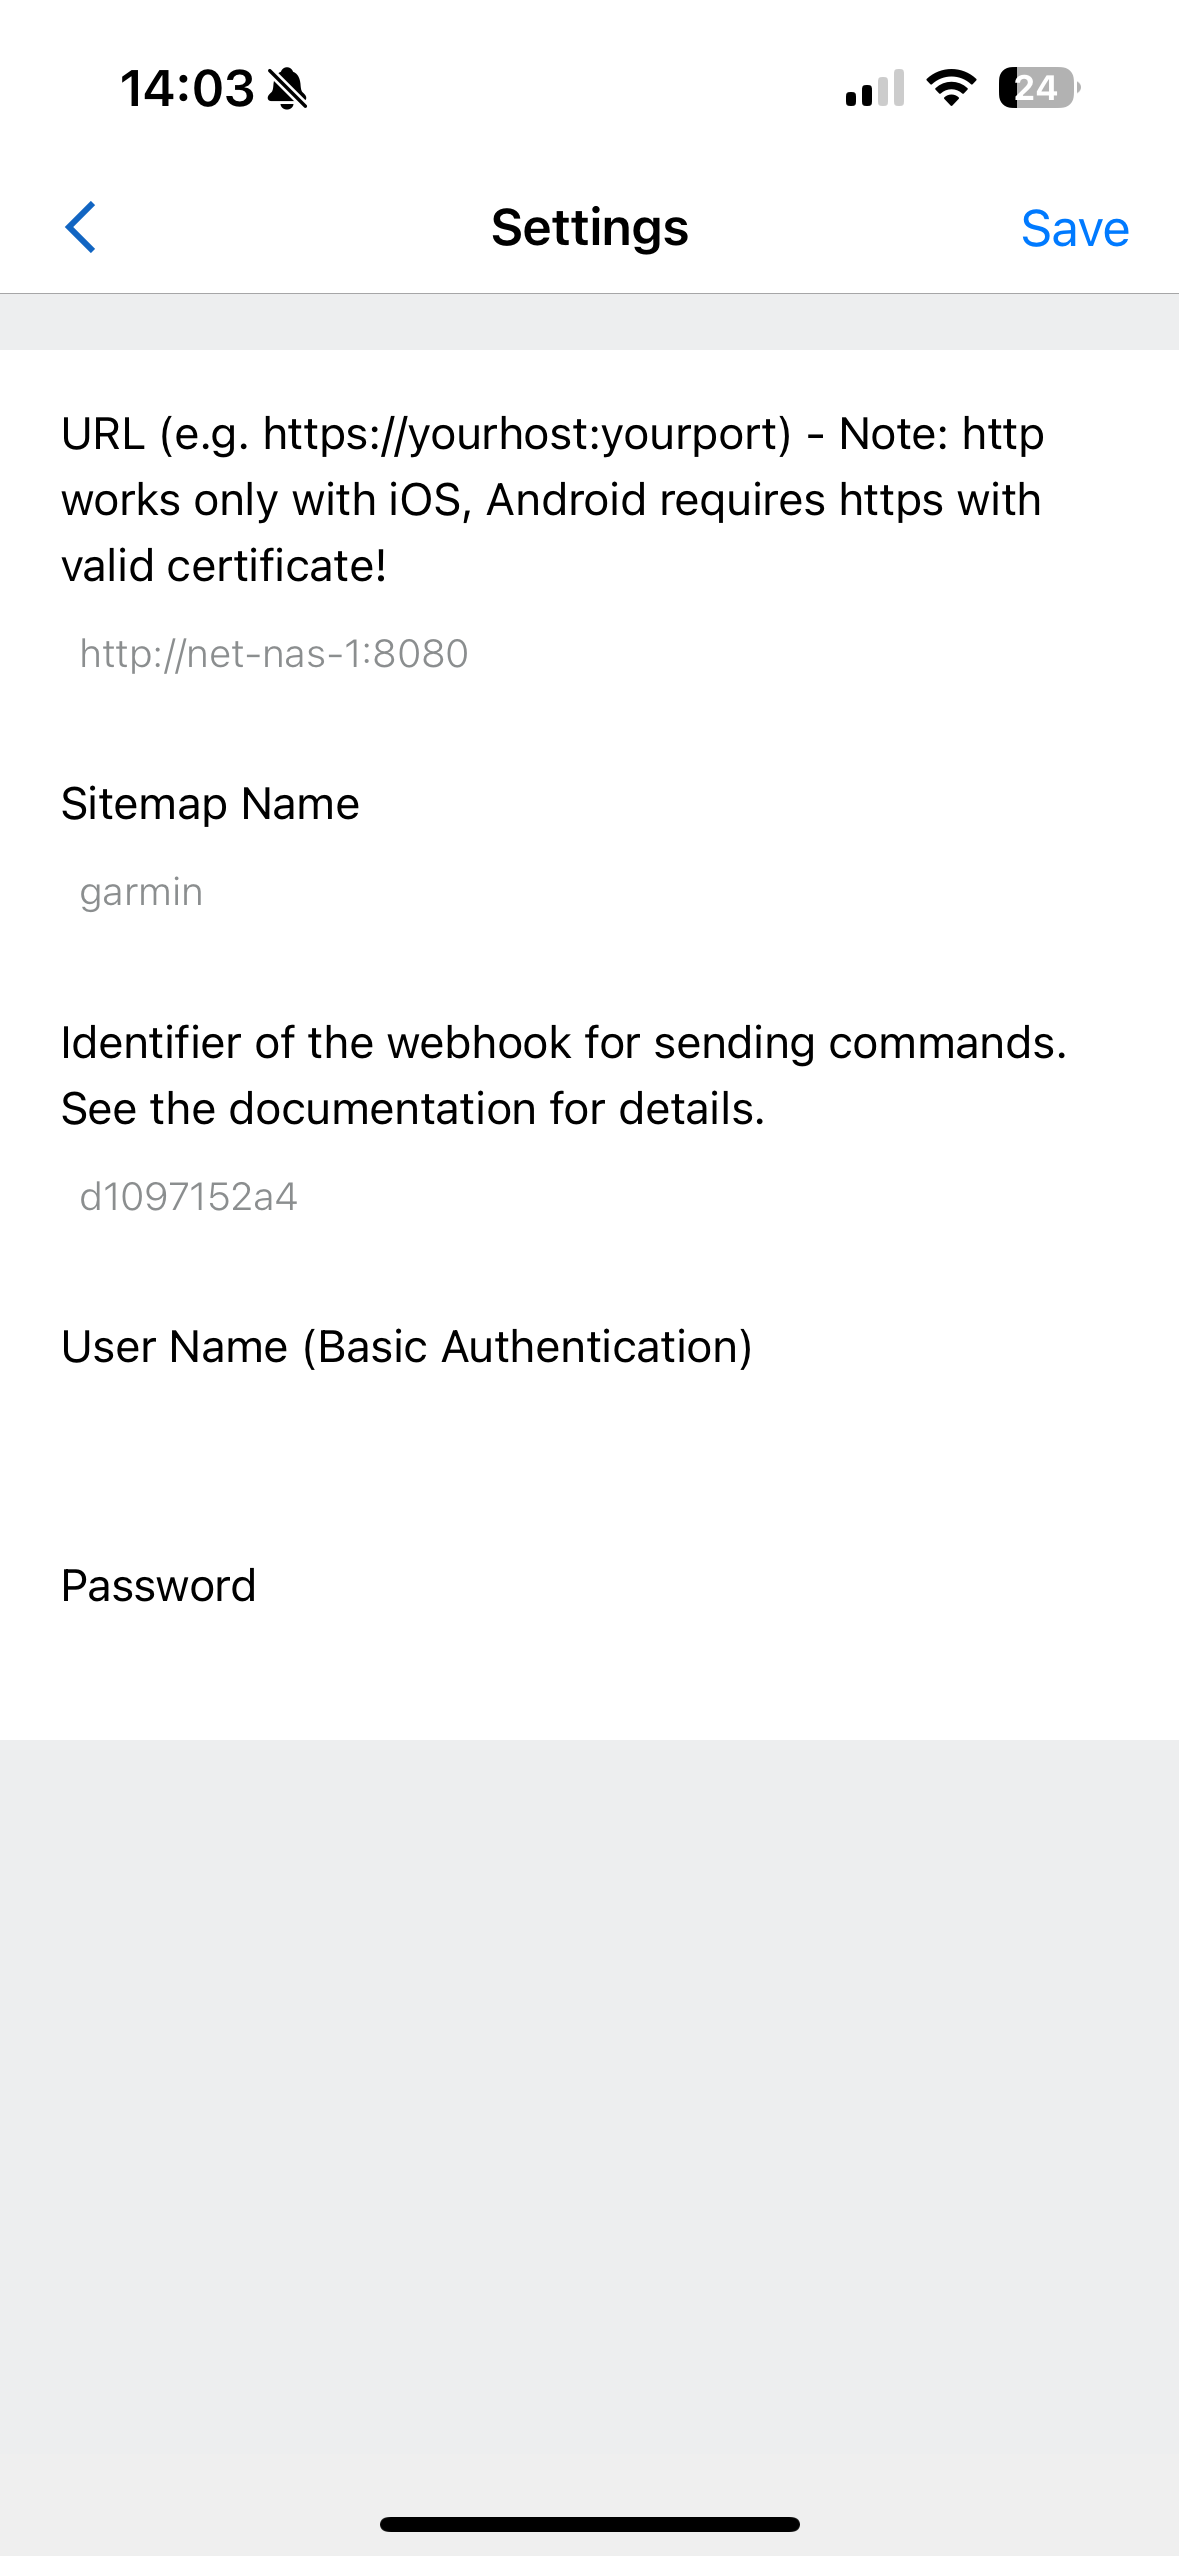 14:03
24
Settings
Save
URL (e.g. https://yourhost:yourport) - Note: http
works only with iOS, Android requires https with
valid certificate!
http://net-nas-1:8080
Sitemap Name
garmin
Identifier of the webhook for sending commands.
See the documentation for details.
d1097152a4
User Name (Basic Authentication)
Password